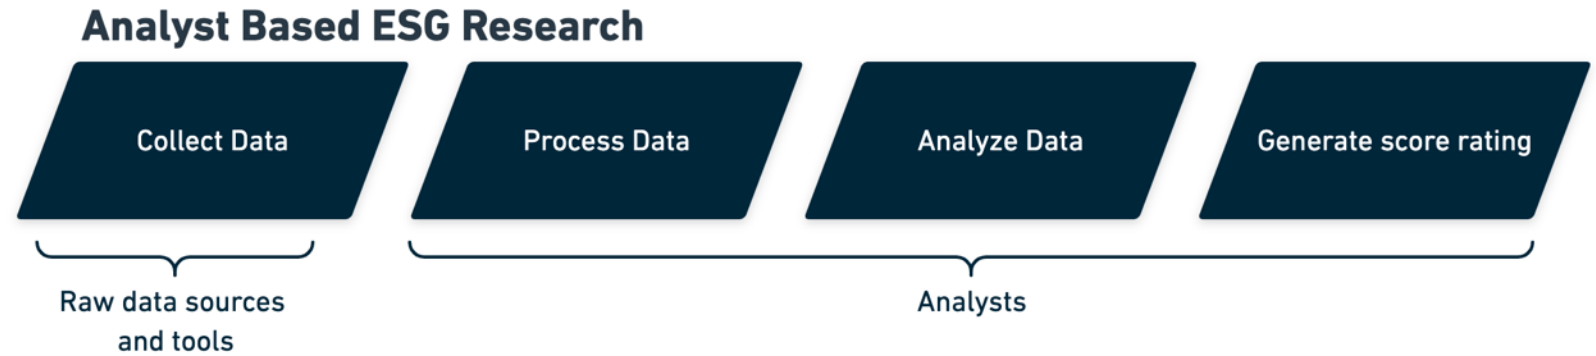 Analyst Based ESG Research
Collect Data
Process Data
Analyze Data
Generate score rating
Raw data sources
and tools
Analysts